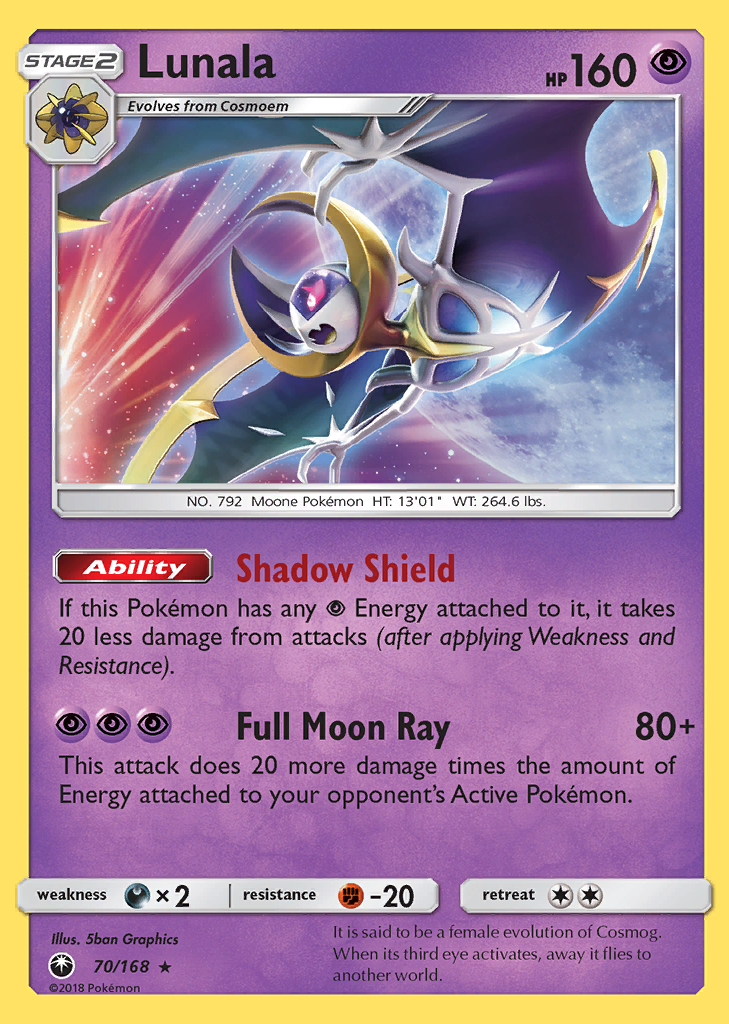 STAGE2
Lunala
HP 160
Evolves from Cosmoem
NO. 792 Moone Pokémon HT: 13'01" WT: 264.6 lbs.
Ability Shadow Shield
If this Pokémon has any Energy attached to it, it takes
20 less damage from attacks (after applying Weakness and
Resistance).
Full Moon Ray 80+
This attack does 20 more damage times the amount of
Energy attached to your opponent's Active Pokémon.
weakness ×2 resistance -20 retreat
Illus. 5ban Graphics
70/168 ★
©2018 Pokémon
It is said to be a female evolution of Cosmog.
When its third eye activates, away it flies to
another world.